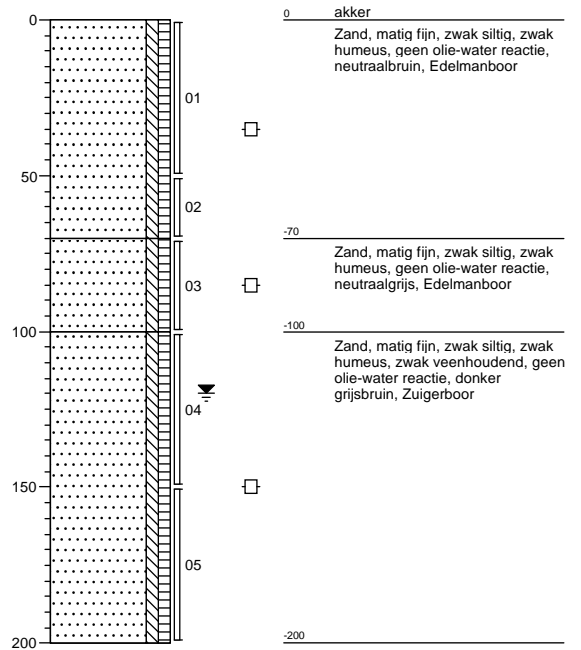 0
50
100
150
200
01
02
03
04
05
0 akker
Zand, matig fijn, zwak siltig, zwak
humeus, geen olie-water reactie,
neutraalbruin, Edelmanboor
-70
Zand, matig fijn, zwak siltig, zwak
humeus, geen olie-water reactie,
neutraalgrijs, Edelmanboor
-100
Zand, matig fijn, zwak siltig, zwak
humeus, zwak veenhoudend, geen
olie-water reactie, donker
grijsbruin, Zuigerboor
-200